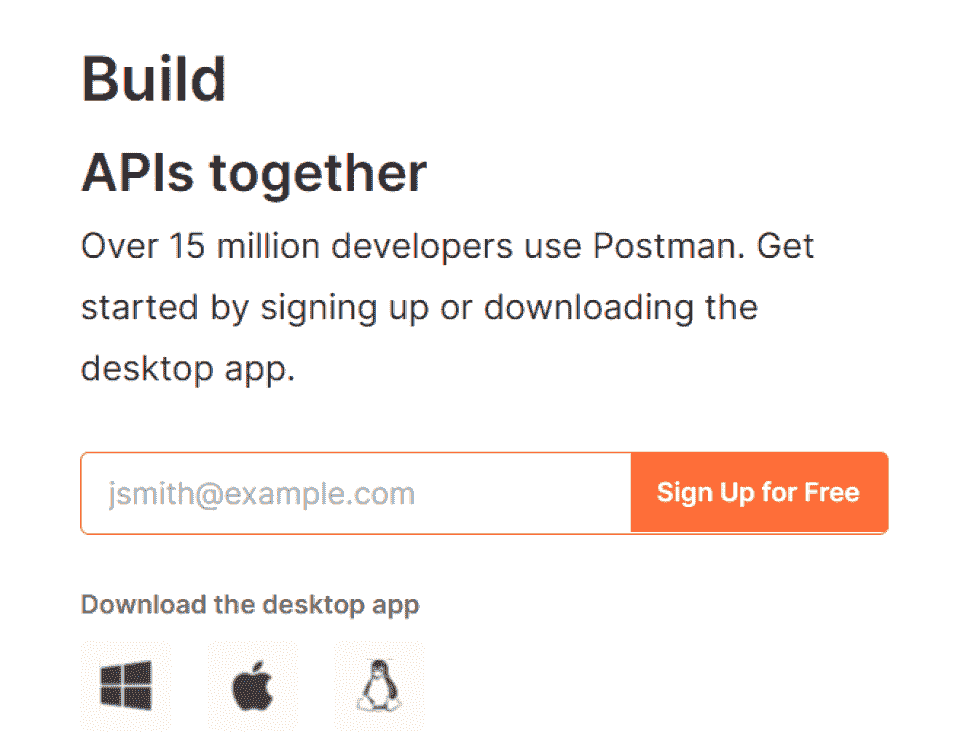 Build
APIs together
Over 15 million developers use Postman. Get
started by signing up or downloading the
desktop app.
jsmith@example.com
Sign Up for Free
Download the desktop app